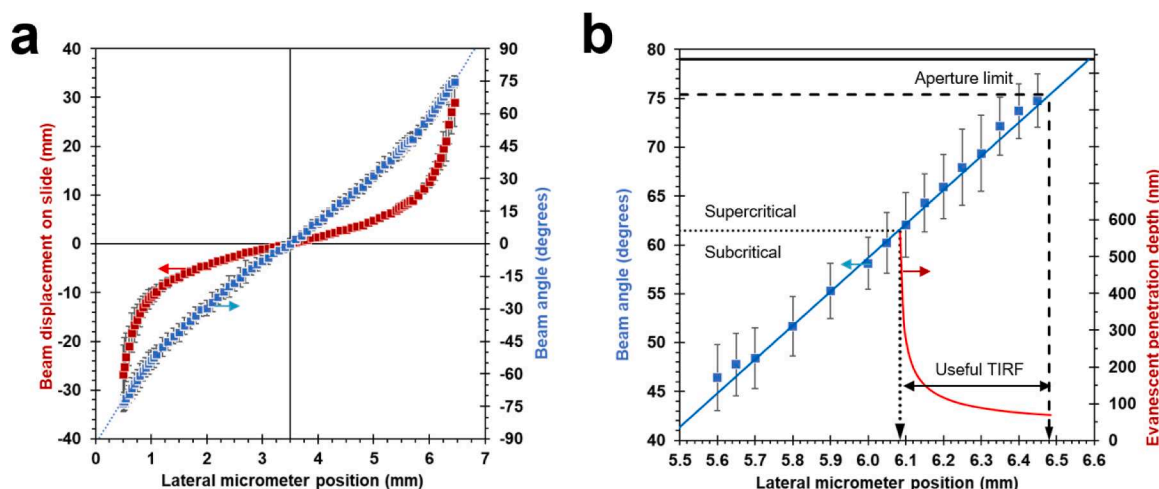 a
40
30
20
10
0
-10
-20
-30
-40
Beam displacement on slide (mm)
90
75
60
45
30
15
0
-15
-30
-45
-60
-75
-90
Beam angle (degrees)
0 1 2 3 4 5 6 7
Lateral micrometer position (mm)
b
80
75
70
65
60
55
50
45
40
Beam angle (degrees)
Aperture limit
Supercritical
Subcritical
Useful TIRF
600
500
400
300
200
100
0
Evanescent penetration depth (nm)
5.5 5.6 5.7 5.8 5.9 6.0 6.1 6.2 6.3 6.4 6.5 6.6
Lateral micrometer position (mm)